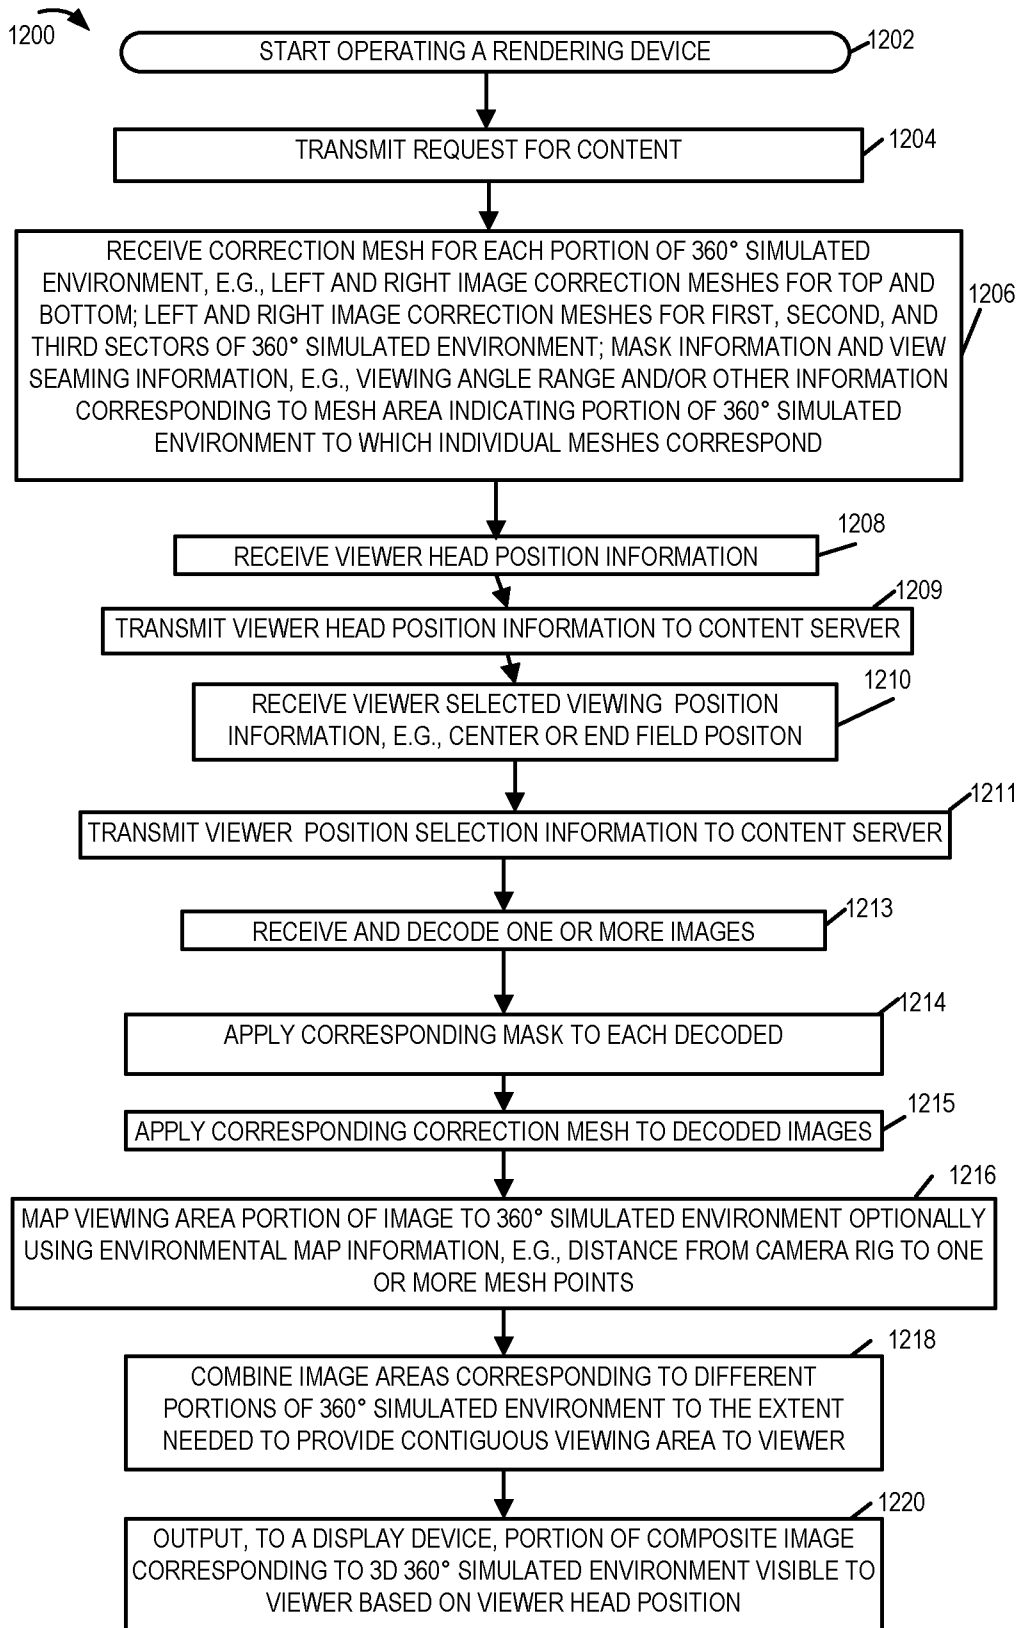 1200
START OPERATING A RENDERING DEVICE
1202
TRANSMIT REQUEST FOR CONTENT
1204
RECEIVE CORRECTION MESH FOR EACH PORTION OF 360° SIMULATED
ENVIRONMENT, E.G., LEFT AND RIGHT IMAGE CORRECTION MESHES FOR TOP AND
BOTTOM; LEFT AND RIGHT IMAGE CORRECTION MESHES FOR FIRST, SECOND, AND
THIRD SECTORS OF 360° SIMULATED ENVIRONMENT; MASK INFORMATION AND VIEW
SEAMING INFORMATION, E.G., VIEWING ANGLE RANGE AND/OR OTHER INFORMATION
CORRESPONDING TO MESH AREA INDICATING PORTION OF 360° SIMULATED
ENVIRONMENT TO WHICH INDIVIDUAL MESHES CORRESPOND
1206
RECEIVE VIEWER HEAD POSITION INFORMATION
1208
TRANSMIT VIEWER HEAD POSITION INFORMATION TO CONTENT SERVER
1209
RECEIVE VIEWER SELECTED VIEWING POSITION
INFORMATION, E.G., CENTER OR END FIELD POSITON
1210
TRANSMIT VIEWER POSITION SELECTION INFORMATION TO CONTENT SERVER
1211
RECEIVE AND DECODE ONE OR MORE IMAGES
1213
APPLY CORRESPONDING MASK TO EACH DECODED
1214
APPLY CORRESPONDING CORRECTION MESH TO DECODED IMAGES
1215
MAP VIEWING AREA PORTION OF IMAGE TO 360° SIMULATED ENVIRONMENT OPTIONALLY
USING ENVIRONMENTAL MAP INFORMATION, E.G., DISTANCE FROM CAMERA RIG TO ONE
OR MORE MESH POINTS
1216
COMBINE IMAGE AREAS CORRESPONDING TO DIFFERENT
PORTIONS OF 360° SIMULATED ENVIRONMENT TO THE EXTENT
NEEDED TO PROVIDE CONTIGUOUS VIEWING AREA TO VIEWER
1218
OUTPUT, TO A DISPLAY DEVICE, PORTION OF COMPOSITE IMAGE
CORRESPONDING TO 3D 360° SIMULATED ENVIRONMENT VISIBLE TO
VIEWER BASED ON VIEWER HEAD POSITION
1220